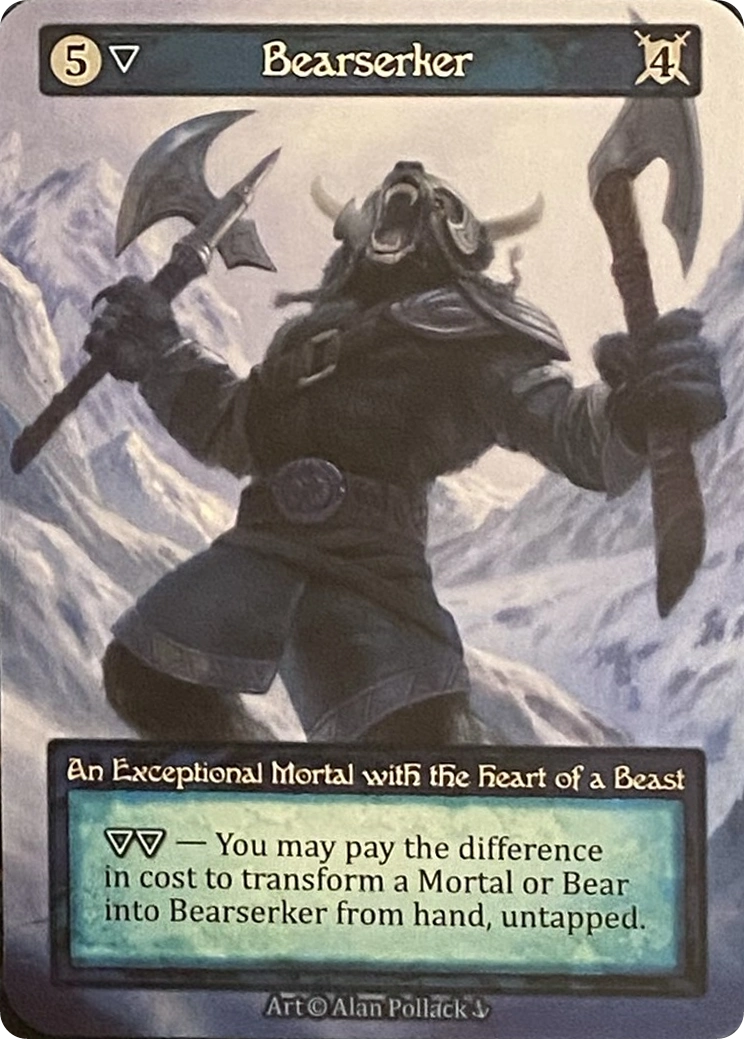 5 Bearserker 4
An Exceptional Mortal with the heart of a Beast
— You may pay the difference
in cost to transform a Mortal or Bear
into Bearserker from hand, untapped.
Art © Alan Pollack